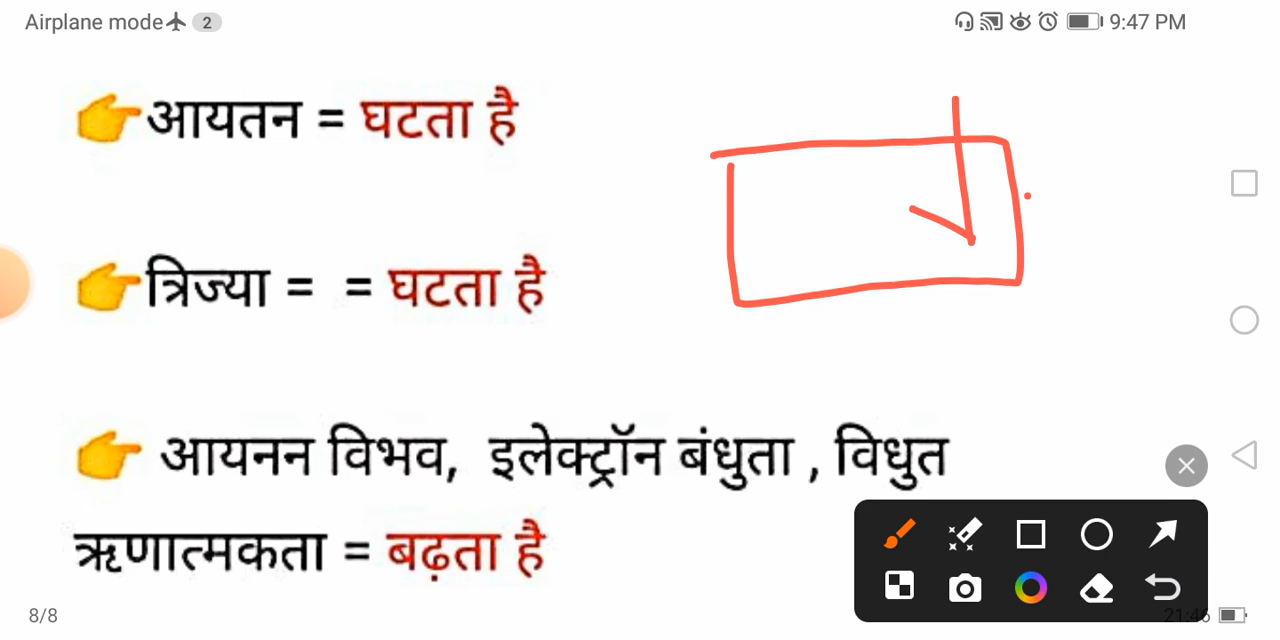 Airplane mode 2 9:47 PM
👉आयतन = घटता है
👉त्रिज्या = = घटता है
👉 आयनन विभव, इलेक्ट्रॉन बंधुता , विधुत
ऋणात्मकता = बढ़ता है
8/8 21:46